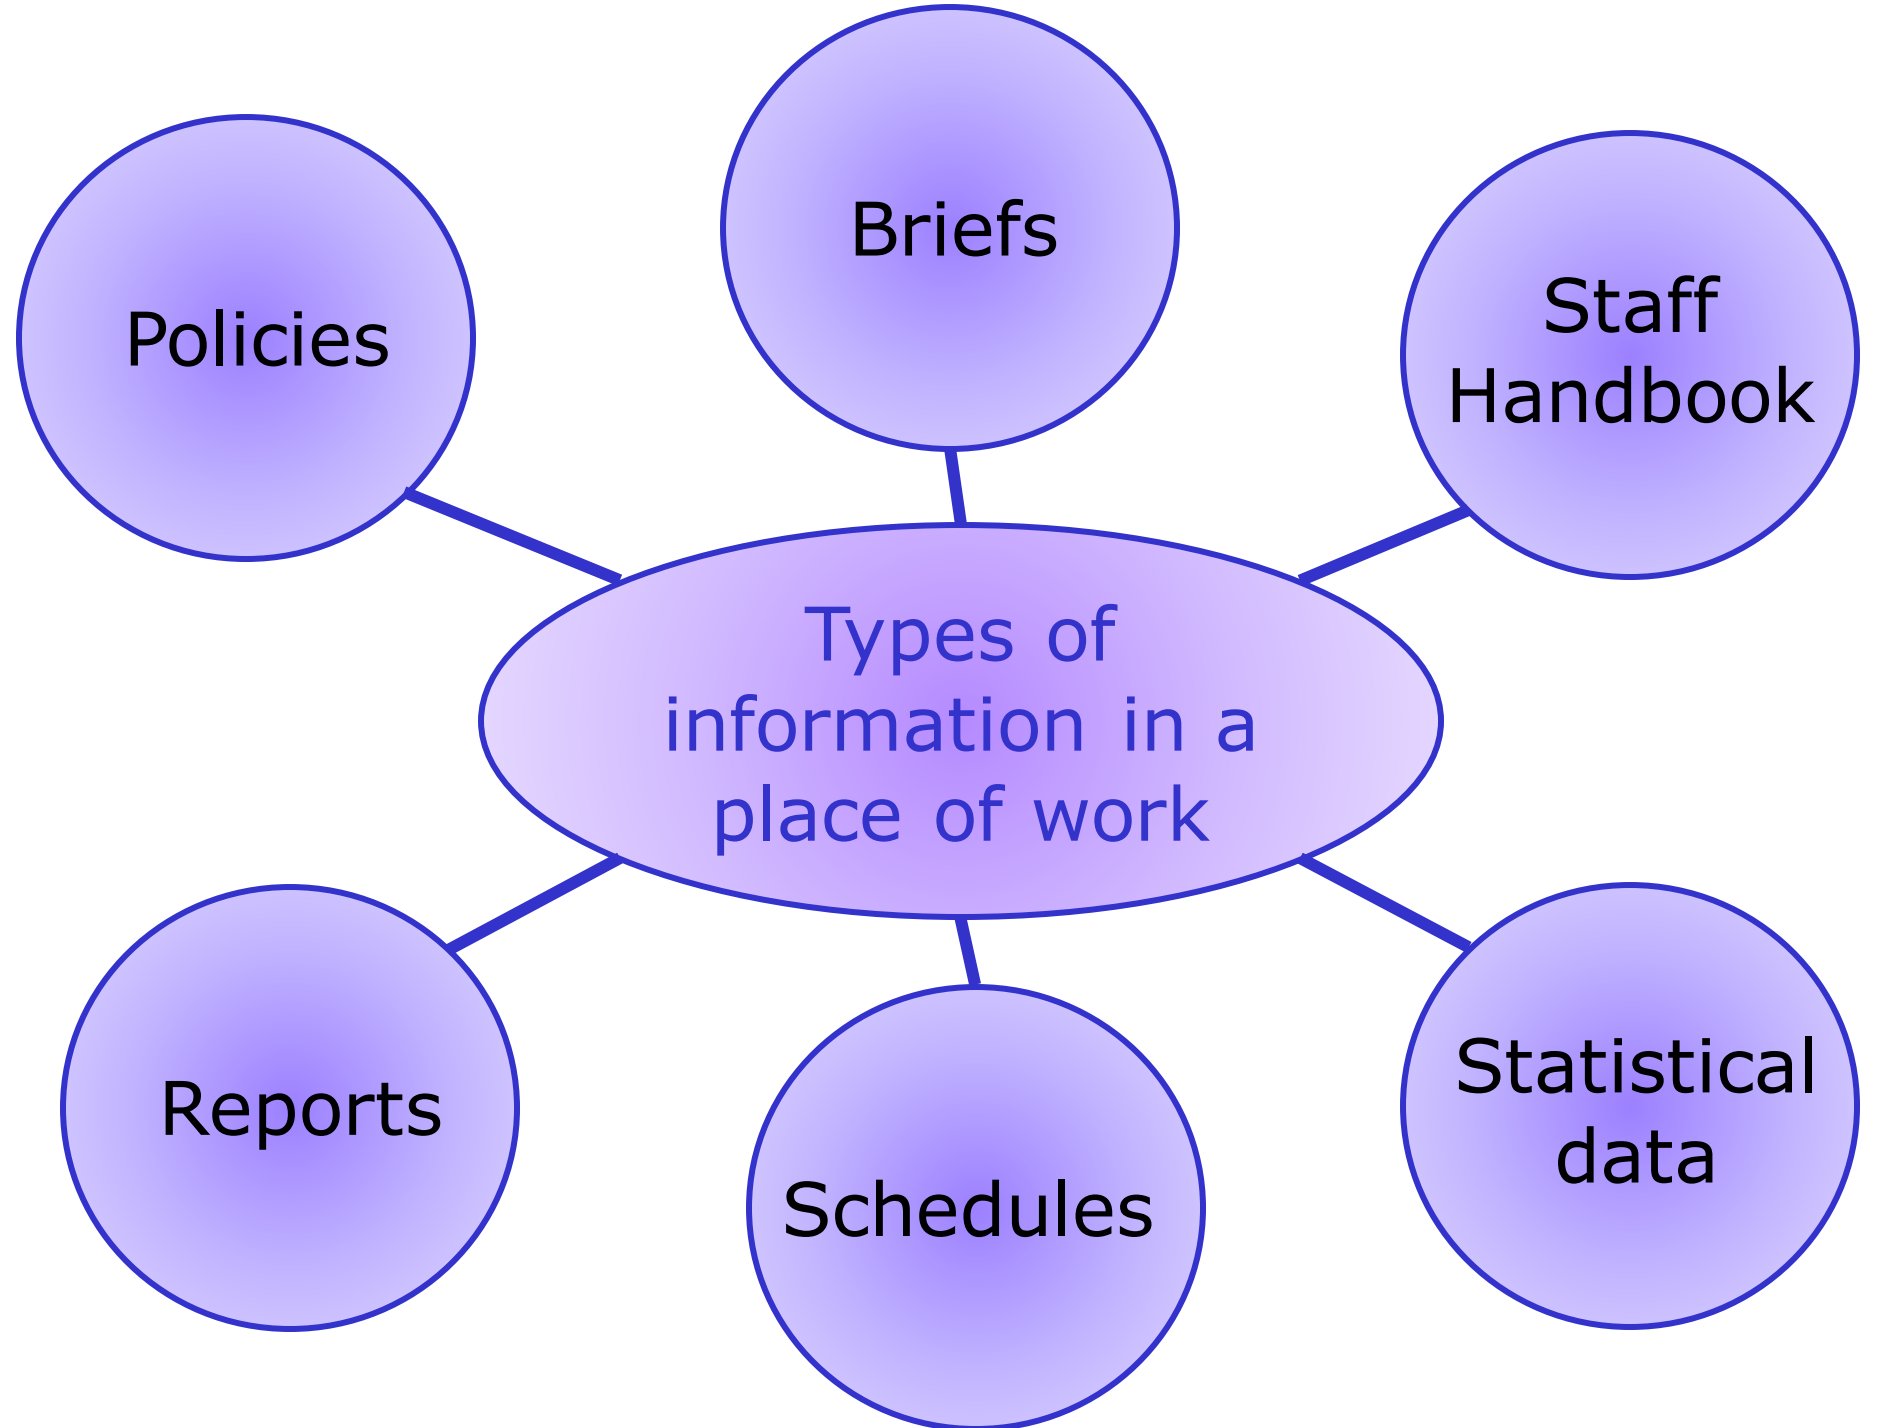 Policies
Briefs
Staff
Handbook
Types of
information in a
place of work
Reports
Schedules
Statistical
data